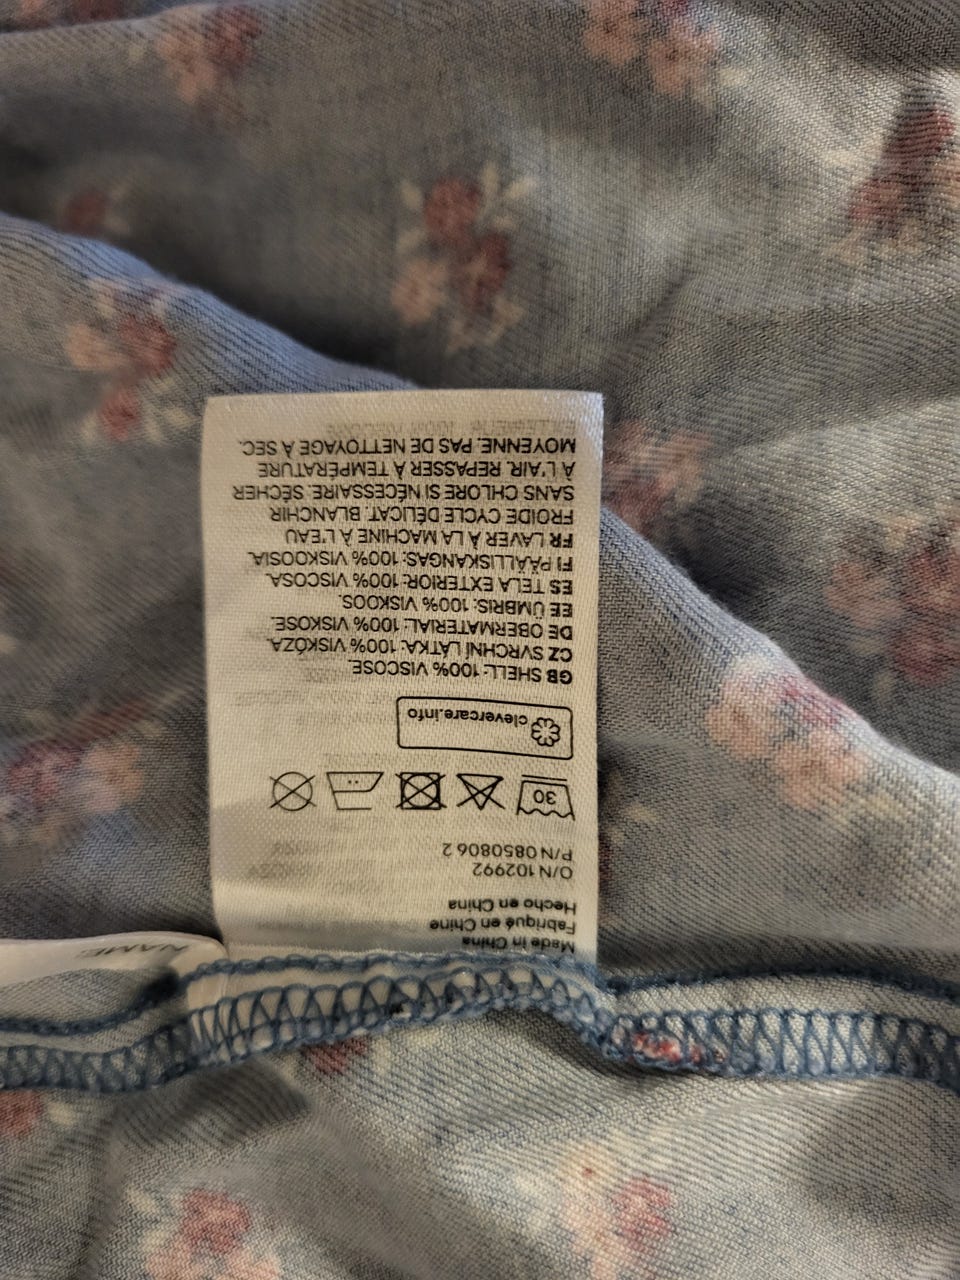 Made in China
Fabriqué en Chine
Hecho en China
O/N 102992
P/N 0850806 2
30
clevercare.info
GB SHELL: 100% VISCOSE.
CZ SVRCHNÍ LÁTKA: 100% VISKÓZA.
DE OBERMATERIAL: 100% VISKOSE.
EE ÜMBRIS: 100% VISKOOS.
ES TELA EXTERIOR: 100% VISCOSA.
FI PÄÄLLISKANGAS: 100% VISKOOSIA.
FR LAVER À LA MACHINE À L'EAU
FROIDE CYCLE DÉLICAT. BLANCHIR
SANS CHLORE SI NÉCESSAIRE. SÉCHER
À L'AIR. REPASSER À TEMPÉRATURE
MOYENNE. PAS DE NETTOYAGE À SEC.
NAME: